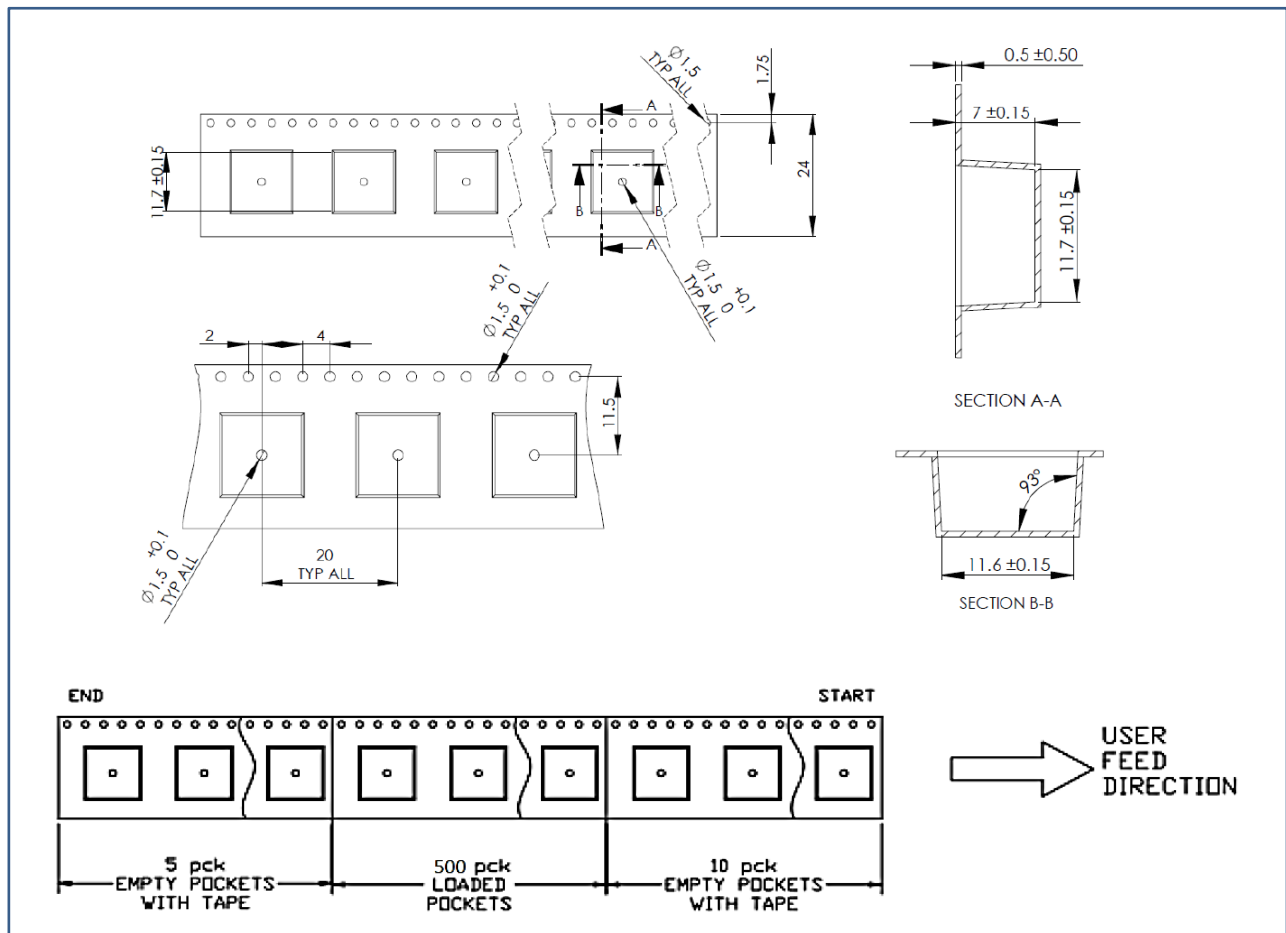 Ø1.5
TYP ALL
1.75
0.5 ±0.50
A
7 ±0.15
11.7 ±0.15
24
B
B
11.7 ±0.15
A
Ø1.5 +0.1 0
TYP ALL
Ø1.5 +0.1 0
TYP ALL
2
4
SECTION A-A
11.5
93°
Ø1.5 +0.1 0
TYP ALL
20
TYP ALL
11.6 ±0.15
SECTION B-B
END
START
USER
FEED
DIRECTION
5 pck
EMPTY POCKETS
WITH TAPE
500 pck
LOADED
POCKETS
10 pck
EMPTY POCKETS
WITH TAPE